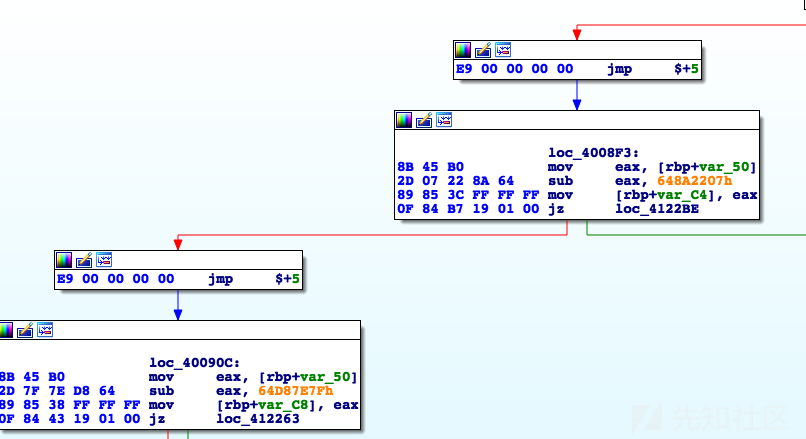 E9 00 00 00 00 jmp $+5
loc_4008F3:
8B 45 B0 mov eax, [rbp+var_50]
2D 07 22 8A 64 sub eax, 648A2207h
89 85 3C FF FF FF mov [rbp+var_C4], eax
0F 84 B7 19 01 00 jz loc_4122BE
E9 00 00 00 00 jmp $+5
loc_40090C:
8B 45 B0 mov eax, [rbp+var_50]
2D 7F 7E D8 64 sub eax, 64D87E7Fh
89 85 38 FF FF FF mov [rbp+var_C8], eax
0F 84 43 19 01 00 jz loc_412263
先知社区